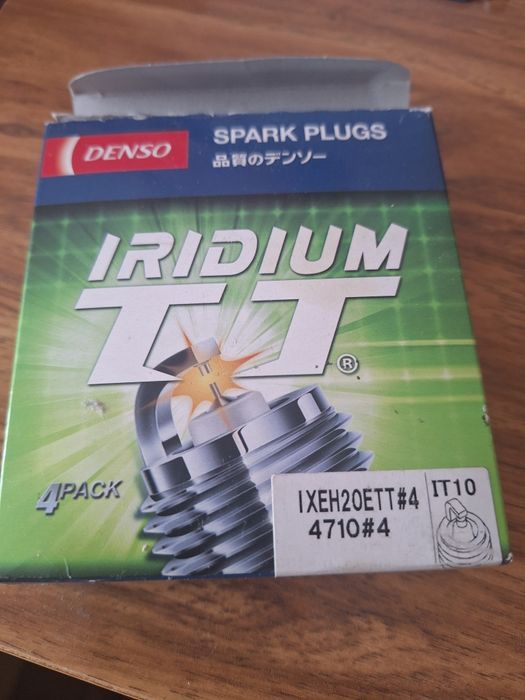 DENSO
SPARK PLUGS
品質のデンソー
IRIDIUM
TT®
4PACK
IXEH20ETT#4
4710#4
IT10